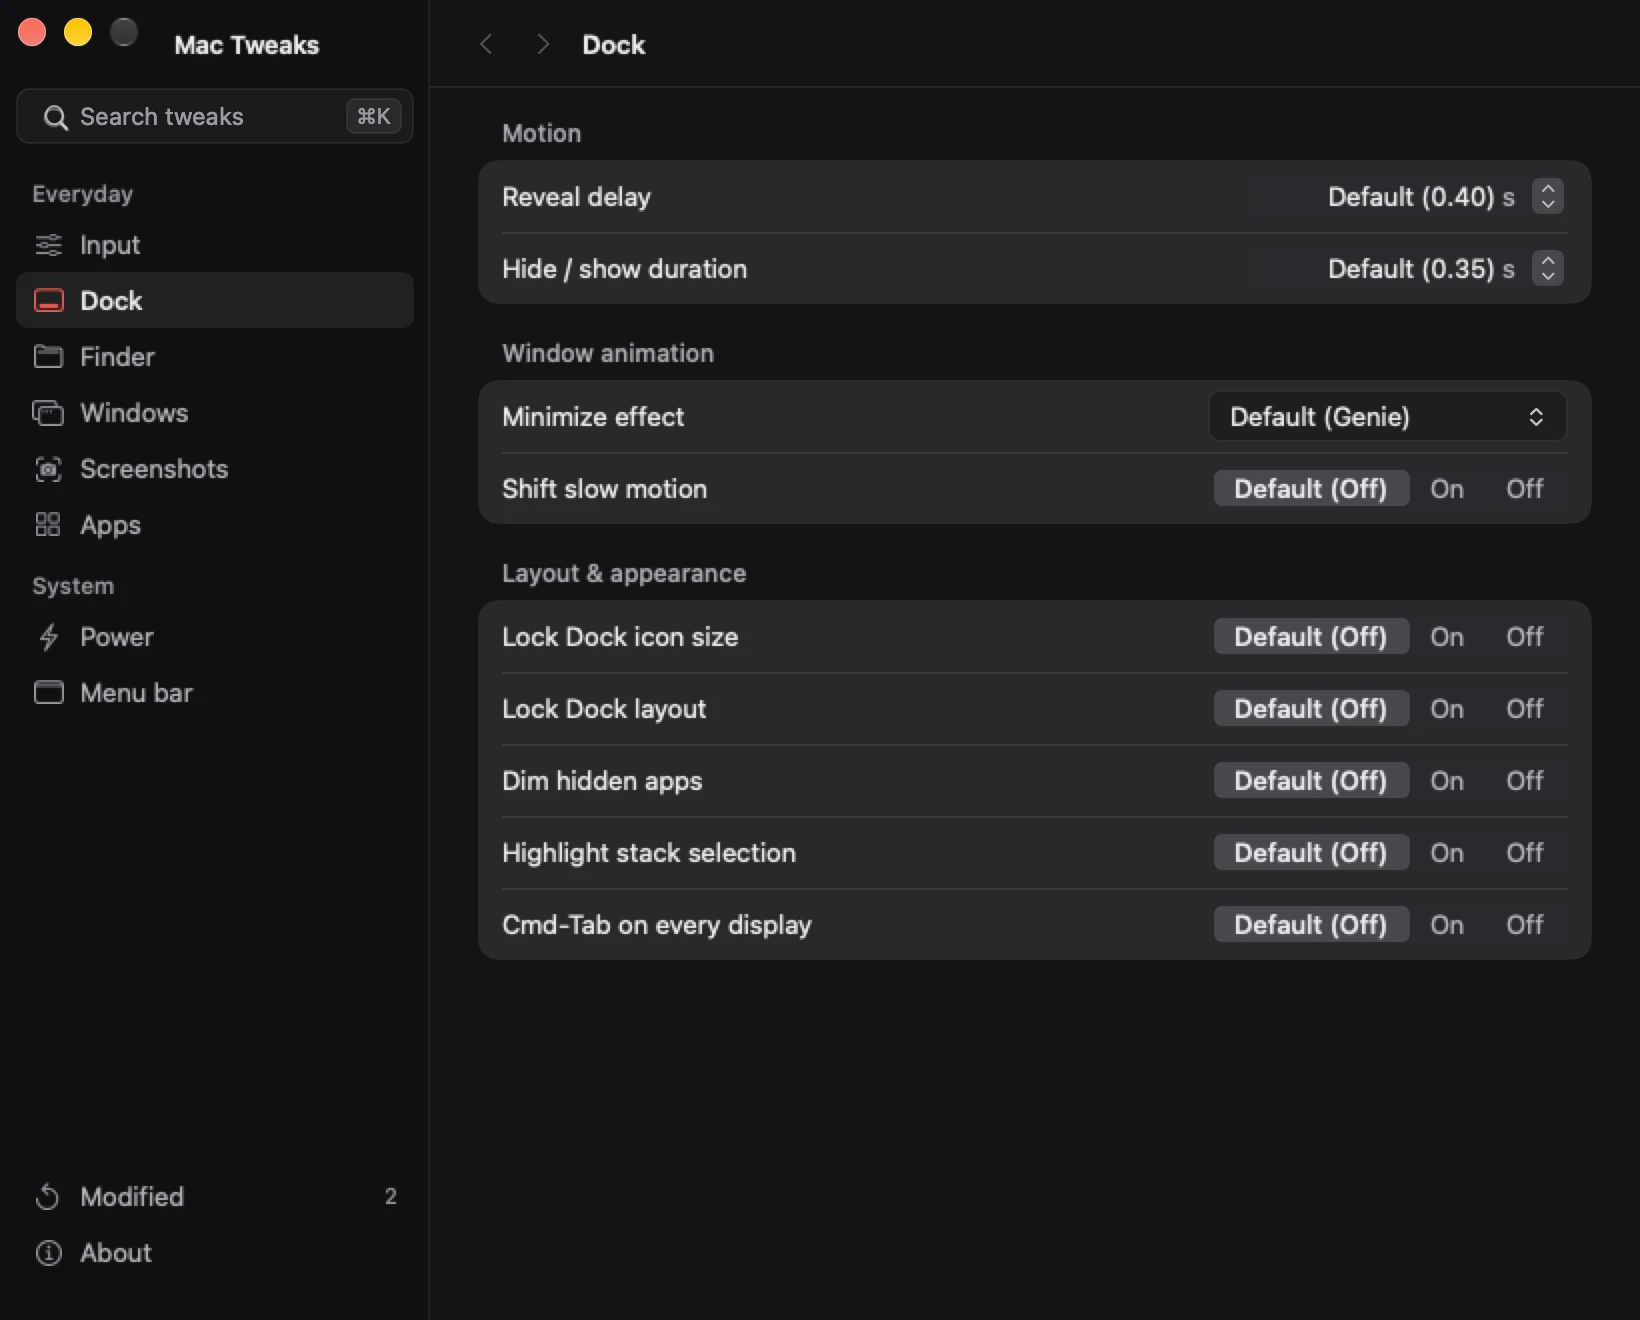 Mac Tweaks
Search tweaks ⌘K
Everyday
Input
Dock
Finder
Windows
Screenshots
Apps
System
Power
Menu bar
Modified 2
About
Dock
Motion
Reveal delay Default (0.40) s
Hide / show duration Default (0.35) s
Window animation
Minimize effect Default (Genie)
Shift slow motion Default (Off) On Off
Layout & appearance
Lock Dock icon size Default (Off) On Off
Lock Dock layout Default (Off) On Off
Dim hidden apps Default (Off) On Off
Highlight stack selection Default (Off) On Off
Cmd-Tab on every display Default (Off) On Off